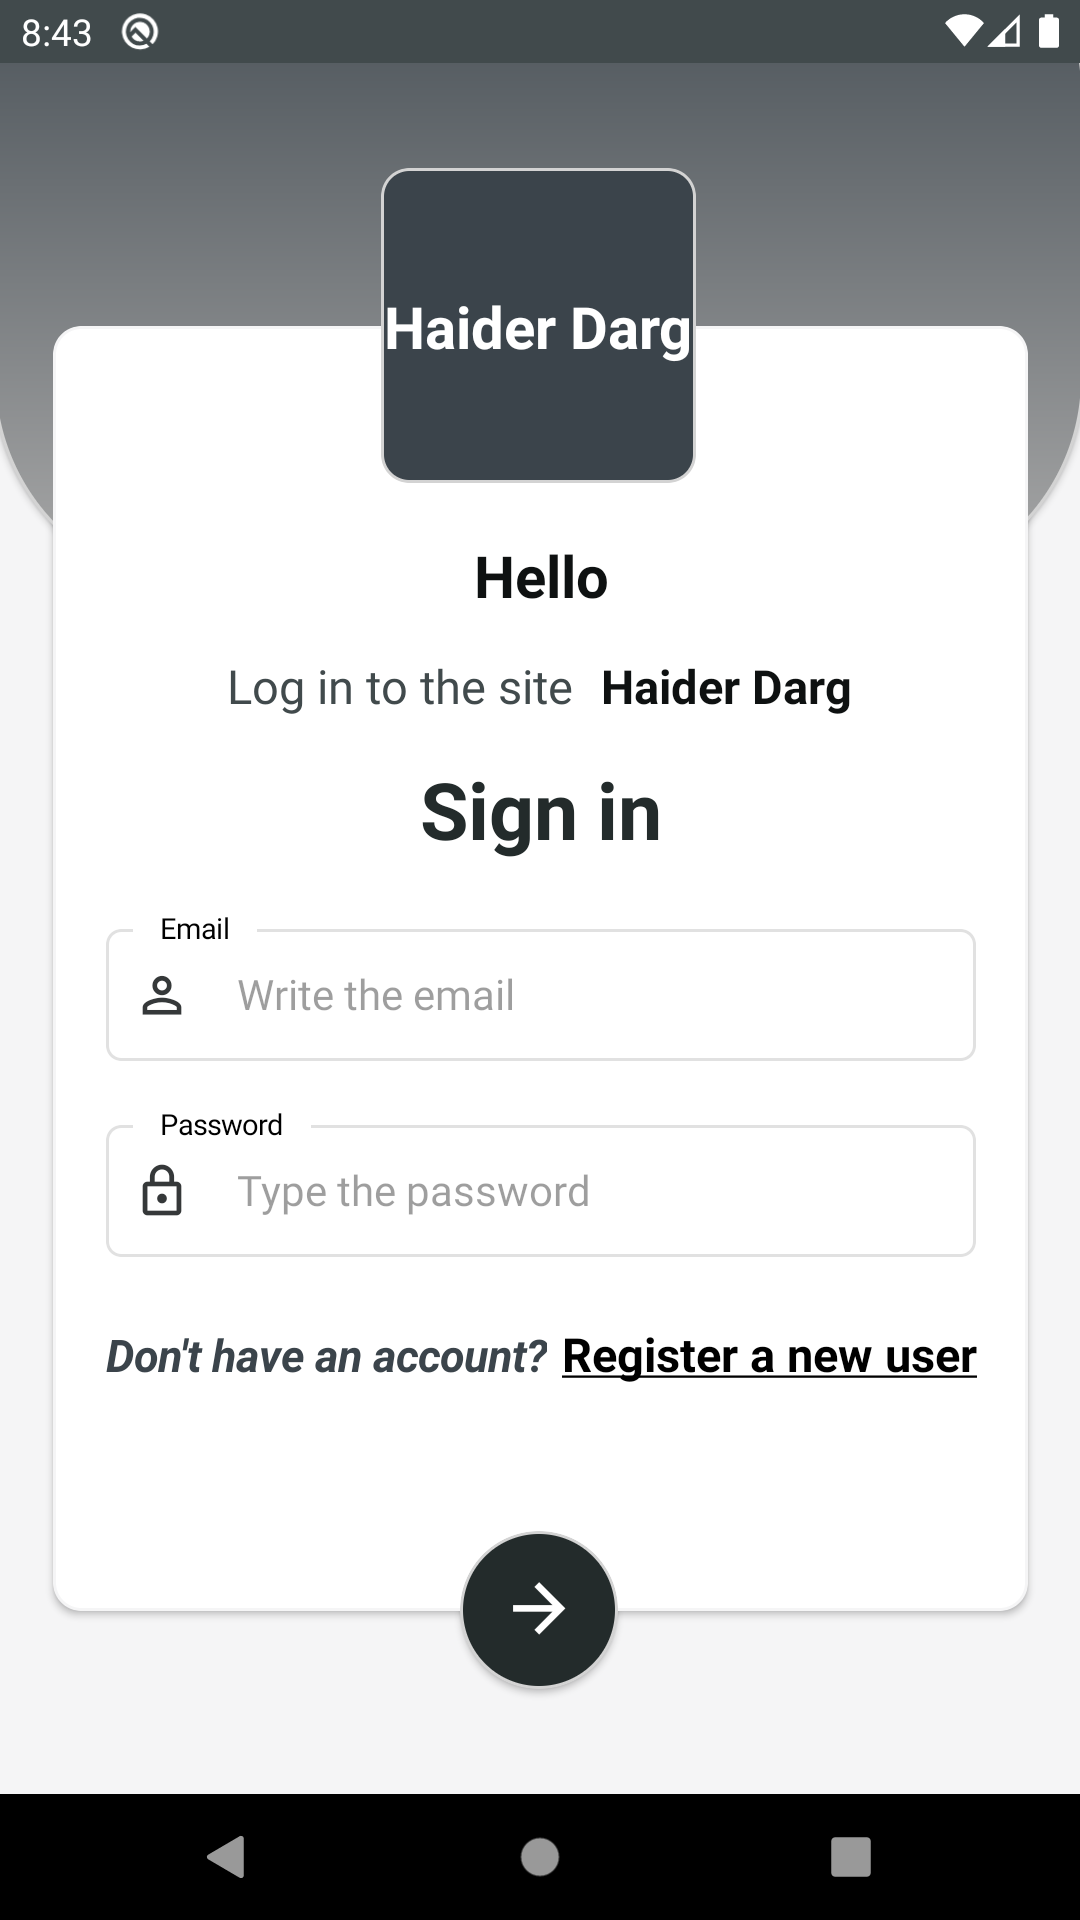 8:43
Haider Darg
Hello
Log in to the site Haider Darg
Sign in
Email
Write the email
Password
Type the password
Don't have an account? Register a new user